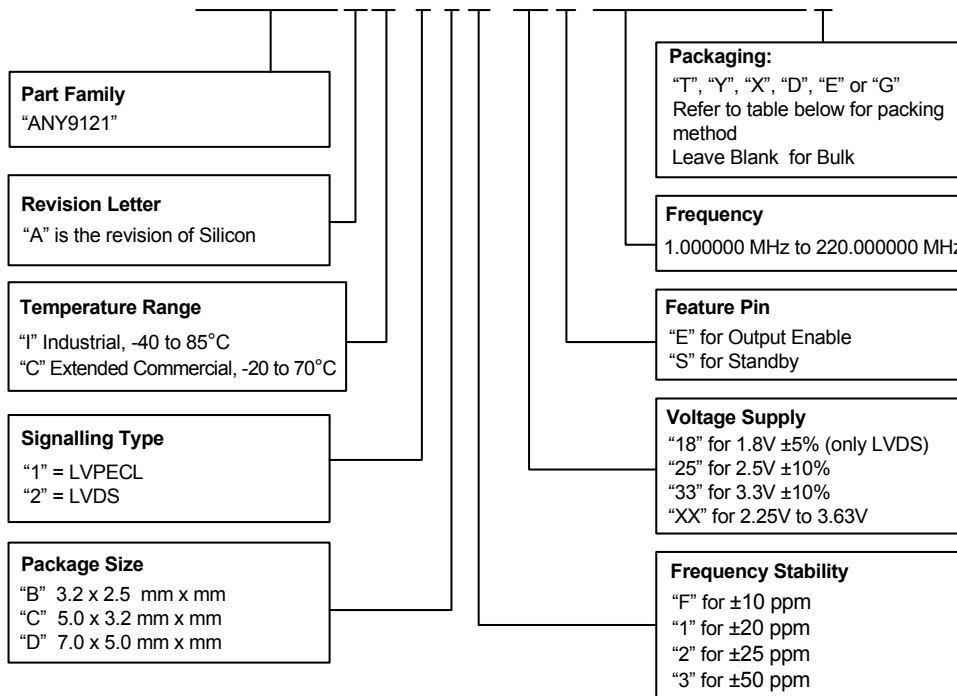 Part Family
“ANY9121”
Revision Letter
“A” is the revision of Silicon
Temperature Range
“I” Industrial, -40 to 85°C
“C” Extended Commercial, -20 to 70°C
Signalling Type
“1” = LVPECL
“2” = LVDS
Package Size
“B” 3.2 x 2.5 mm x mm
“C” 5.0 x 3.2 mm x mm
“D” 7.0 x 5.0 mm x mm
Packaging:
“T”, “Y”, “X”, “D”, “E” or “G”
Refer to table below for packing
method
Leave Blank for Bulk
Frequency
1.000000 MHz to 220.000000 MHz
Feature Pin
“E” for Output Enable
“S” for Standby
Voltage Supply
“18” for 1.8V ±5% (only LVDS)
“25” for 2.5V ±10%
“33” for 3.3V ±10%
“XX” for 2.25V to 3.63V
Frequency Stability
“F” for ±10 ppm
“1” for ±20 ppm
“2” for ±25 ppm
“3” for ±50 ppm